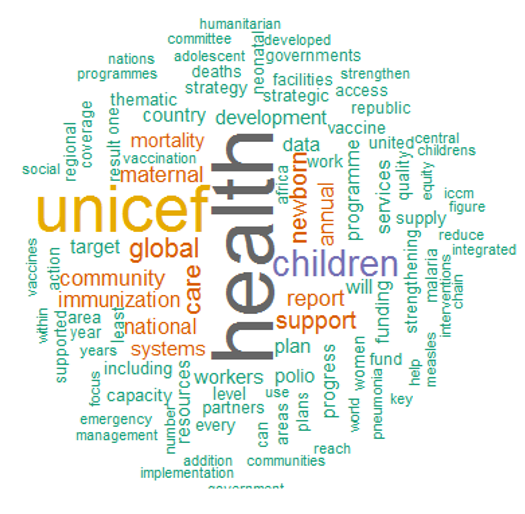 humanitarian
committee
developed
nations
adolescent
neonatal
governments
programmes
deaths
facilities
strengthen
strategy
strategic
access
thematic
country
development
republic
regional
coverage
result one
mortality
vaccination
data
vaccine
united
central
childrens
social
maternal
health
africa
newborn
work
annual
programme
services
quality
equity
iccm
figure
unicef
supply
reduce
integrated
target
global
children
strengthening
malaria
interventions
chain
vaccines
action
community
care
will
immunization
report
funding
within
supported
area
year
least
national
support
measles
years
systems
plan
progress
women
fund
help
focus
including
workers
polio
pneumonia
capacity
resources
level
use
key
partners
areas
plans
world
emergency
every
can
management
number
reach
addition
communities
implementation
government